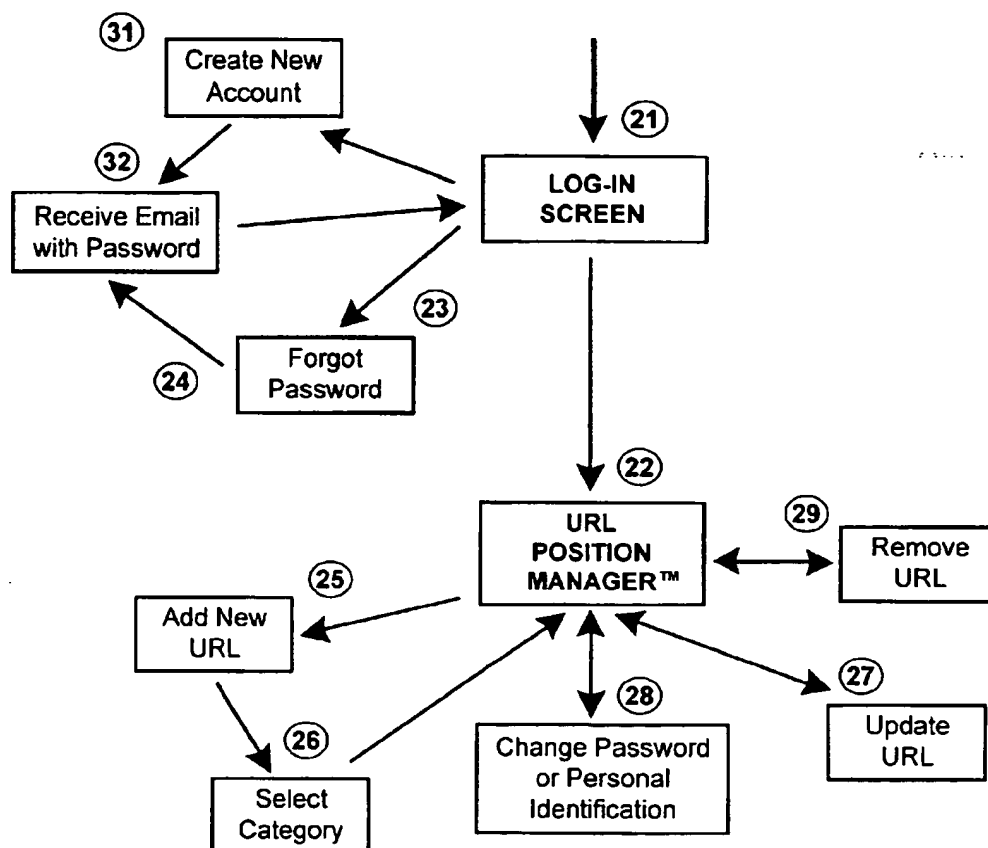 31
Create New
Account
21
LOG-IN
SCREEN
32
Receive Email
with Password
23
Forgot
Password
24
22
URL
POSITION
MANAGER™
29
Remove
URL
25
Add New
URL
27
Update
URL
28
Change Password
or Personal
Identification
26
Select
Category